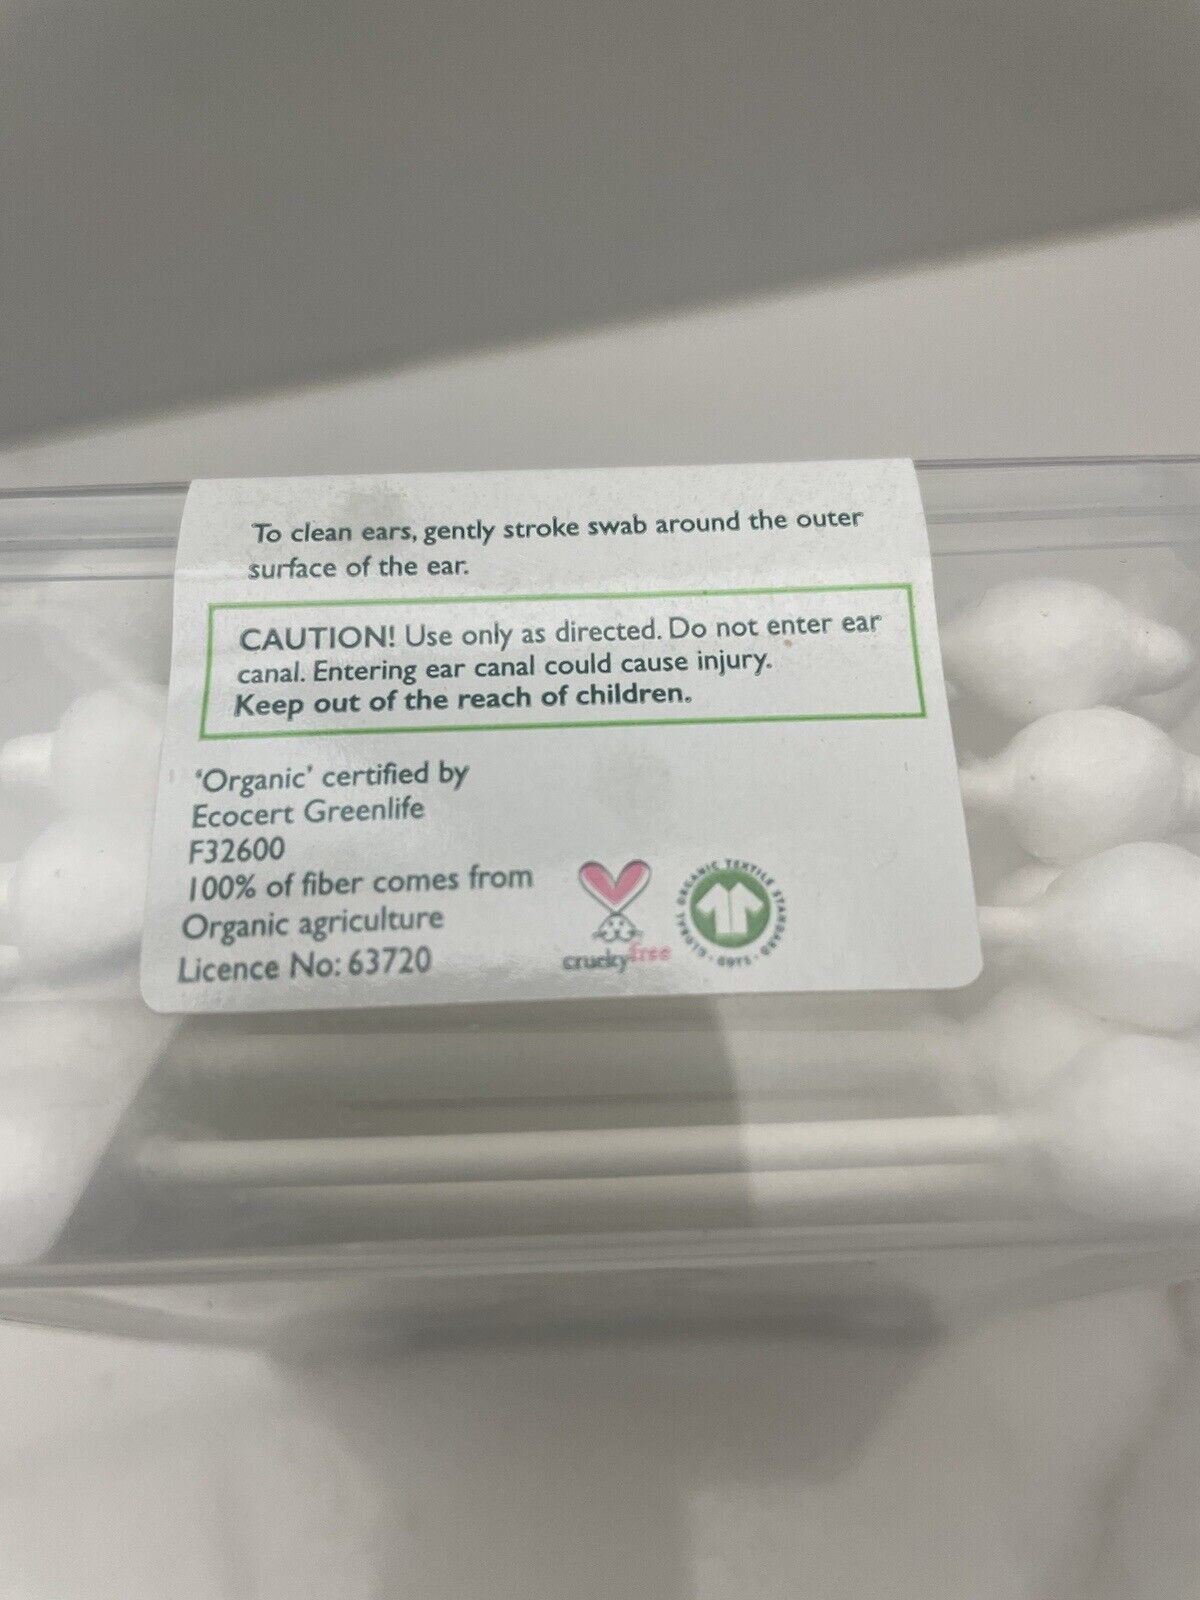 To clean ears, gently stroke swab around the outer
surface of the ear.
CAUTION! Use only as directed. Do not enter ear
canal. Entering ear canal could cause injury.
Keep out of the reach of children.
'Organic' certified by
Ecocert Greenlife
F32600
100% of fiber comes from
Organic agriculture
Licence No: 63720
crueltyfree
GLOBAL ORGANIC TEXTILE STANDARD · GOTS ·